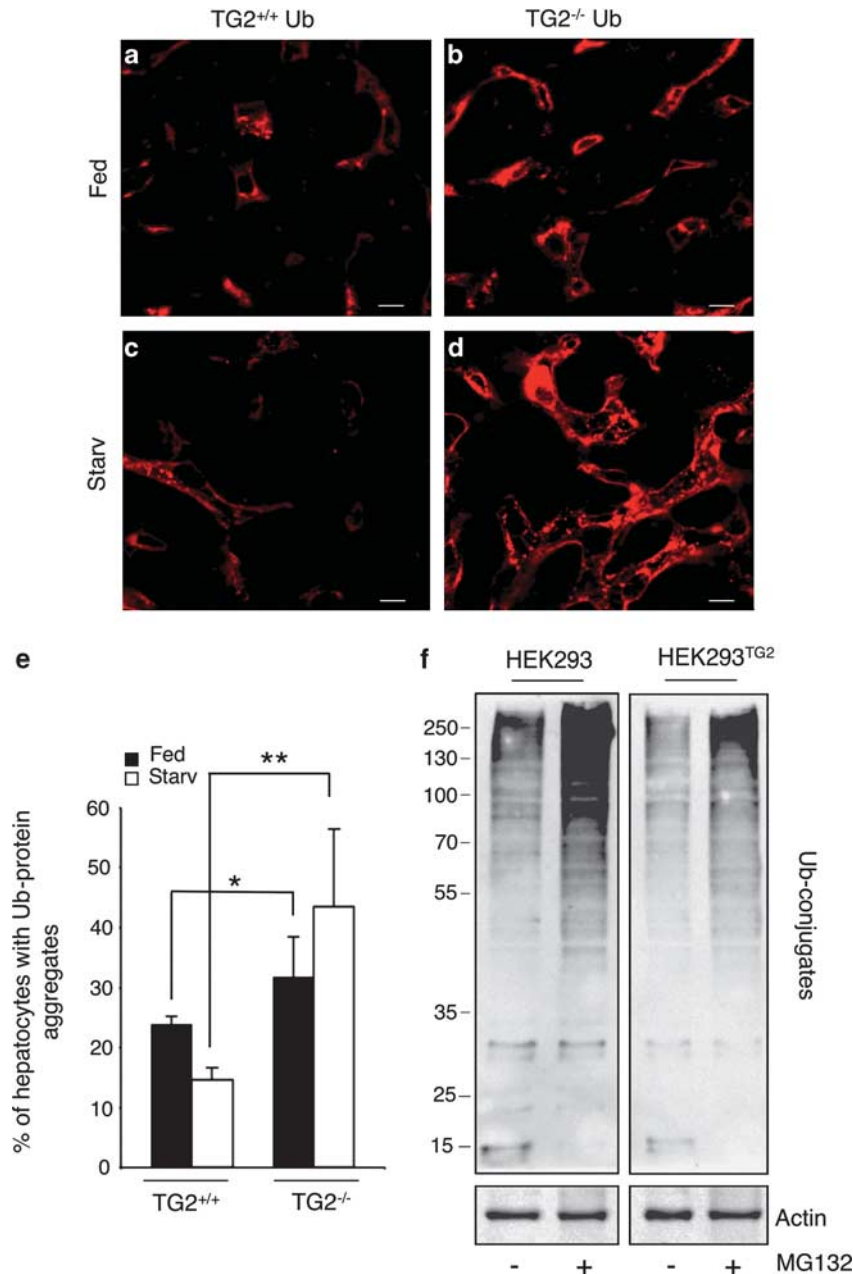 TG2+/+ Ub
TG2-/- Ub
a
b
Fed
c
d
Starv
e
Fed
Starv
*
**
% of hepatocytes with Ub-protein
aggregates
60
50
40
30
20
10
0
TG2+/+
TG2-/-
f
HEK293
HEK293TG2
250
130
100
70
55
35
25
15
Ub-conjugates
Actin
- + - + MG132